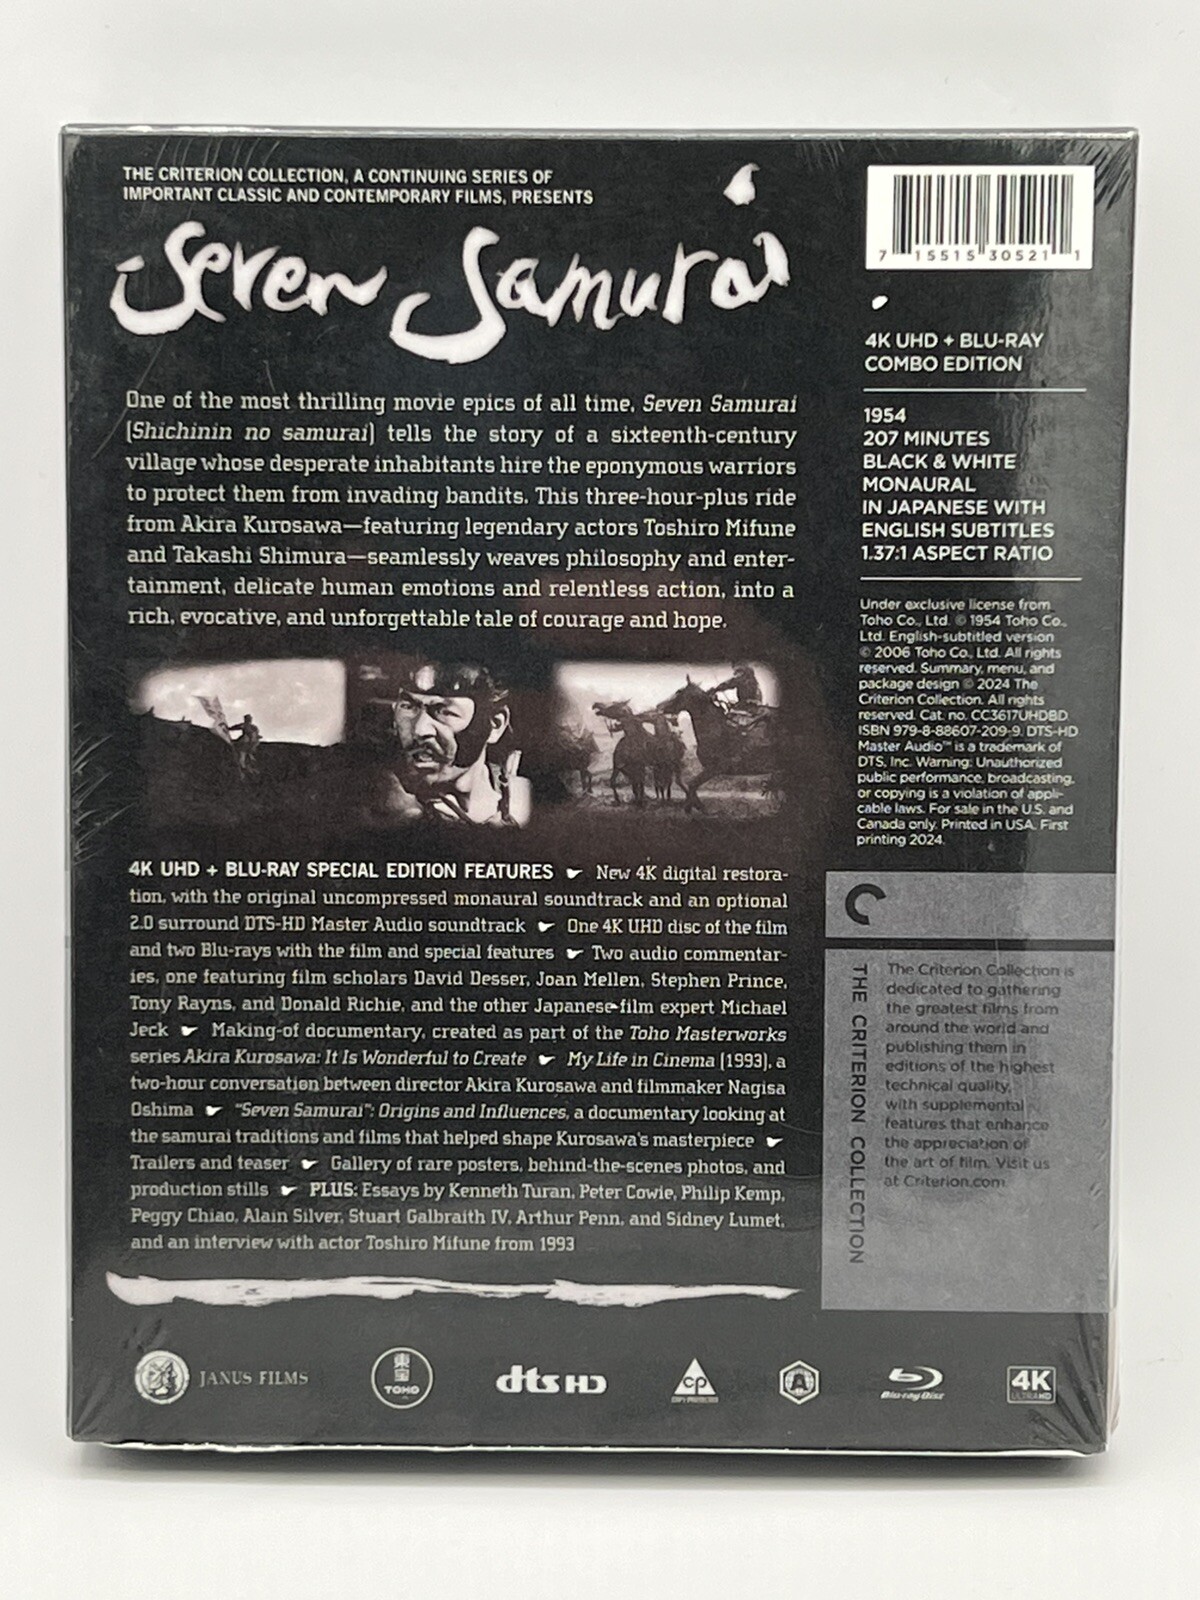 THE CRITERION COLLECTION, A CONTINUING SERIES OF
IMPORTANT CLASSIC AND CONTEMPORARY FILMS, PRESENTS
Seven Samurai
One of the most thrilling movie epics of all time, Seven Samurai
(Shichinin no samurai) tells the story of a sixteenth-century
village whose desperate inhabitants hire the eponymous warriors
to protect them from invading bandits. This three-hour-plus ride
from Akira Kurosawa—featuring legendary actors Toshiro Mifune
and Takashi Shimura—seamlessly weaves philosophy and enter-
tainment, delicate human emotions and relentless action, into a
rich, evocative, and unforgettable tale of courage and hope.
4K UHD + BLU-RAY SPECIAL EDITION FEATURES ☛ New 4K digital restora-
tion, with the original uncompressed monaural soundtrack and an optional
2.0 surround DTS-HD Master Audio soundtrack ☛ One 4K UHD disc of the film
and two Blu-rays with the film and special features ☛ Two audio commentar-
ies, one featuring film scholars David Desser, Joan Mellen, Stephen Prince,
Tony Rayns, and Donald Richie, and the other Japanese-film expert Michael
Jeck ☛ Making-of documentary, created as part of the Toho Masterworks
series Akira Kurosawa: It Is Wonderful to Create ☛ My Life in Cinema (1993), a
two-hour conversation between director Akira Kurosawa and filmmaker Nagisa
Oshima ☛ "Seven Samurai": Origins and Influences, a documentary looking at
the samurai traditions and films that helped shape Kurosawa's masterpiece ☛
Trailers and teaser ☛ Gallery of rare posters, behind-the-scenes photos, and
production stills ☛ PLUS: Essays by Kenneth Turan, Peter Cowie, Philip Kemp,
Peggy Chiao, Alain Silver, Stuart Galbraith IV, Arthur Penn, and Sidney Lumet,
and an interview with actor Toshiro Mifune from 1993
7 15515 30521 1
4K UHD + BLU-RAY
COMBO EDITION
1954
207 MINUTES
BLACK & WHITE
MONAURAL
IN JAPANESE WITH
ENGLISH SUBTITLES
1.37:1 ASPECT RATIO
Under exclusive license from
Toho Co., Ltd. © 1954 Toho Co.,
Ltd. English-subtitled version
© 2006 Toho Co., Ltd. All rights
reserved. Summary, menu, and
package design © 2024 The
Criterion Collection. All rights
reserved. Cat. no. CC3617UHDBD
ISBN 979-8-88607-209-9. DTS-HD
Master Audio™ is a trademark of
DTS, Inc. Warning: Unauthorized
public performance, broadcasting,
or copying is a violation of appli-
cable laws. For sale in the U.S. and
Canada only. Printed in USA. First
printing 2024.
THE CRITERION COLLECTION
The Criterion Collection is
dedicated to gathering
the greatest films from
around the world and
publishing them in
editions of the highest
technical quality,
with supplemental
features that enhance
the appreciation of
the art of film. Visit us
at Criterion.com
JANUS FILMS
東宝
TOHO
dts HD
CP
COPY PROTECTED
A
Blu-ray Disc
4K
ULTRA HD